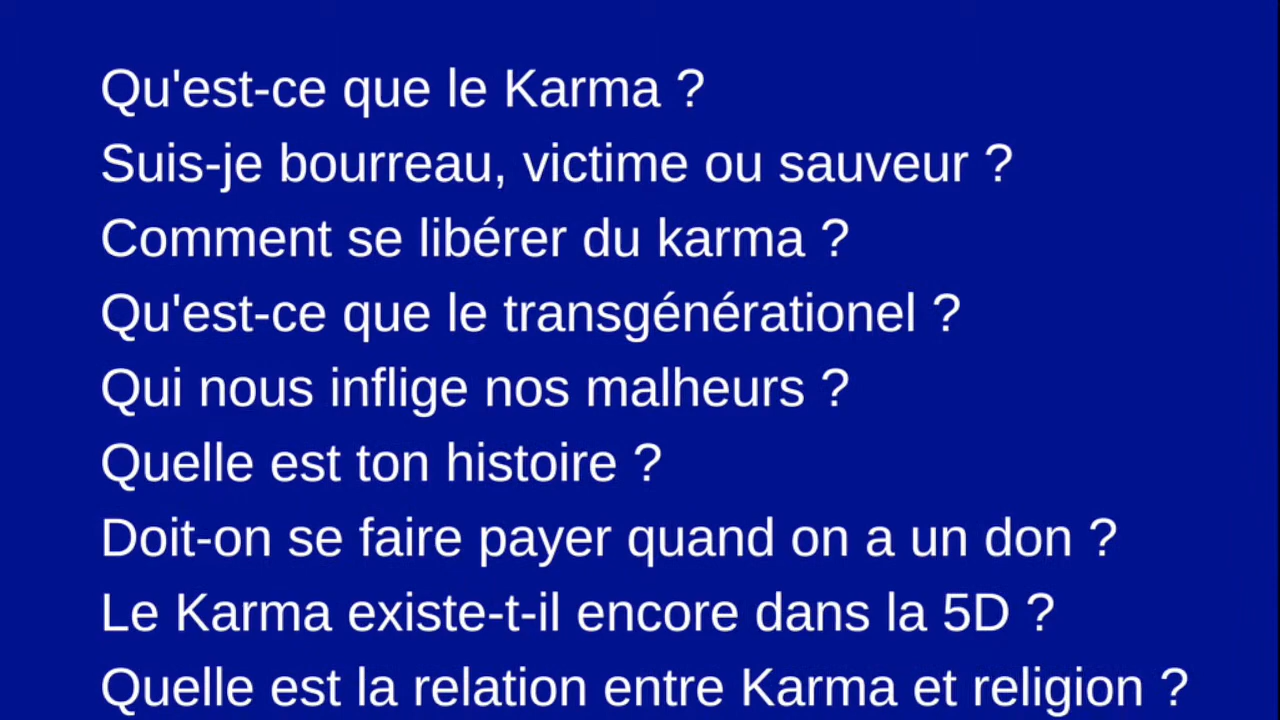 Qu'est-ce que le Karma ?
Suis-je bourreau, victime ou sauveur ?
Comment se libérer du karma ?
Qu'est-ce que le transgénérationel ?
Qui nous inflige nos malheurs ?
Quelle est ton histoire ?
Doit-on se faire payer quand on a un don ?
Le Karma existe-t-il encore dans la 5D ?
Quelle est la relation entre Karma et religion ?